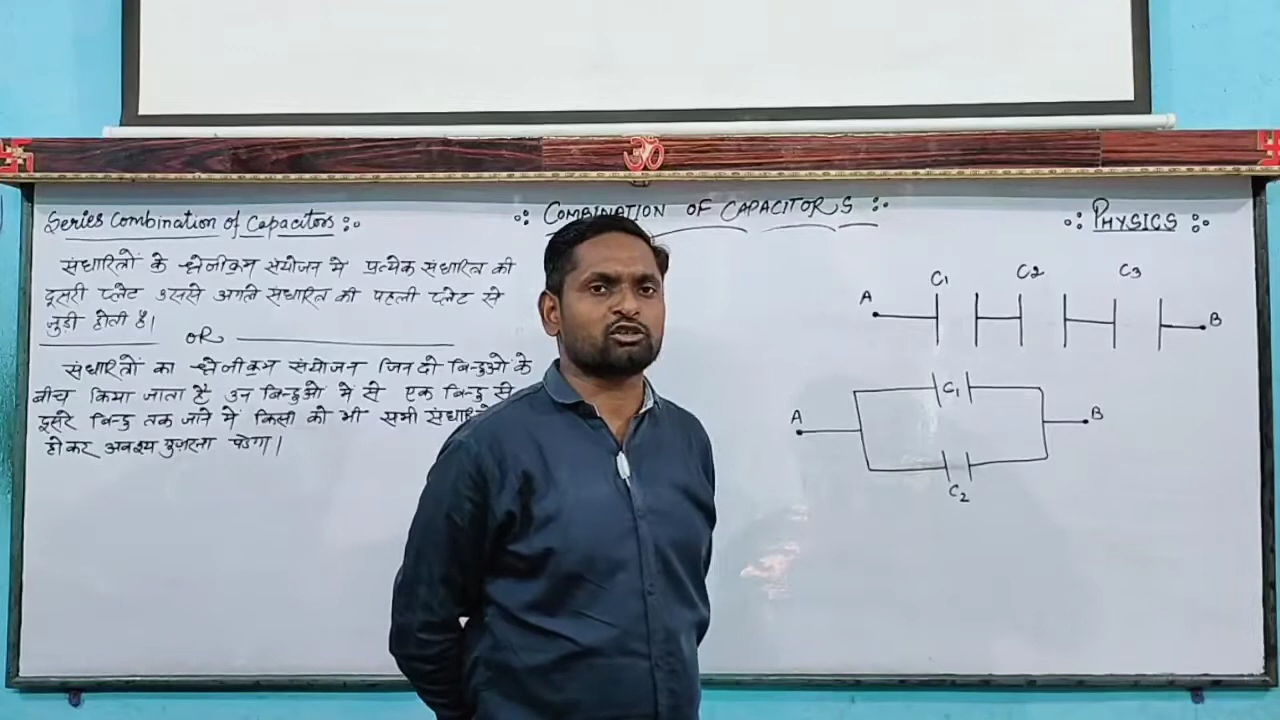 Series Combination of Capacitors :-
संधारित्रों के श्रेणीक्रम संयोजन में प्रत्येक संधारित्र की
दूसरी प्लेट उससे अगले संधारित्र की पहली प्लेट से
जुड़ी होती है।
OR
संधारित्रों का श्रेणीक्रम संयोजन जिन दो बिन्दुओं के
बीच किया जाता है उन बिन्दुओं में से एक बिन्दु से
दूसरे बिन्दु तक जाने में किसी को भी सभी
होकर अवश्य गुजरना पडेगा।
ॐ
COMBINATION OF CAPACITORS
PHYSICS
C1 C2 C3
A B
C1
A B
C2